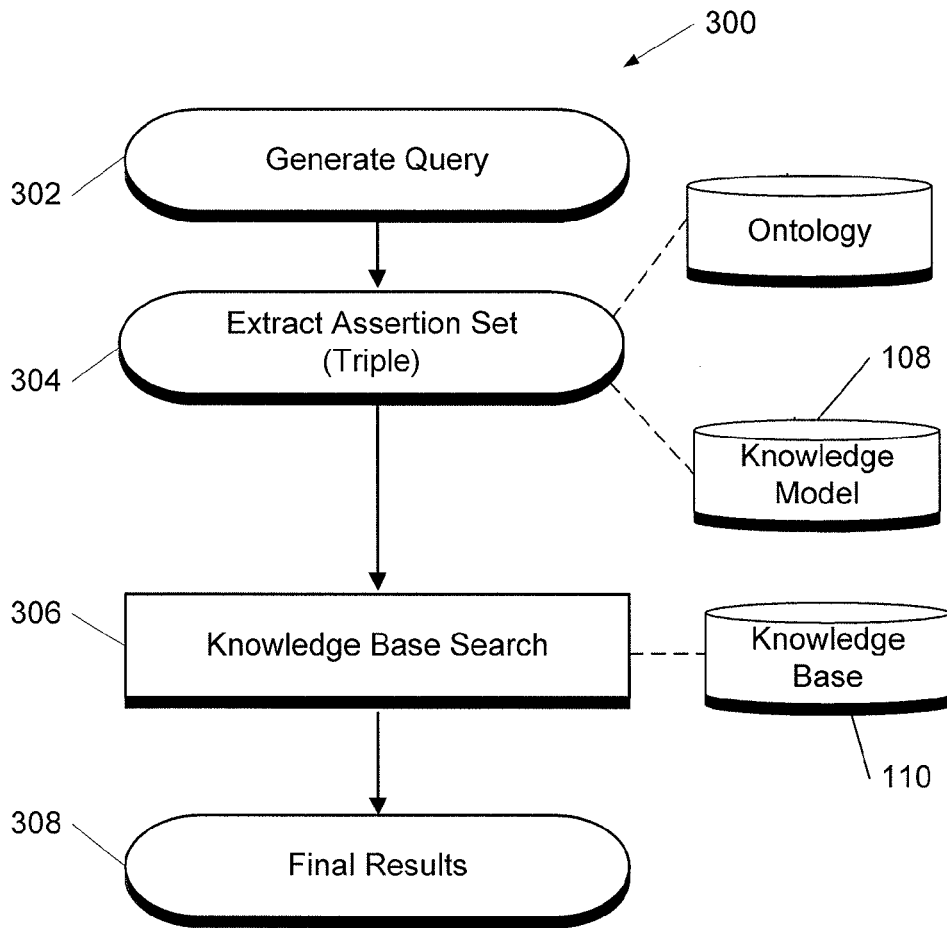 300
Generate Query
302
Ontology
Extract Assertion Set
(Triple)
304
108
Knowledge
Model
306
Knowledge Base Search
Knowledge
Base
110
308
Final Results